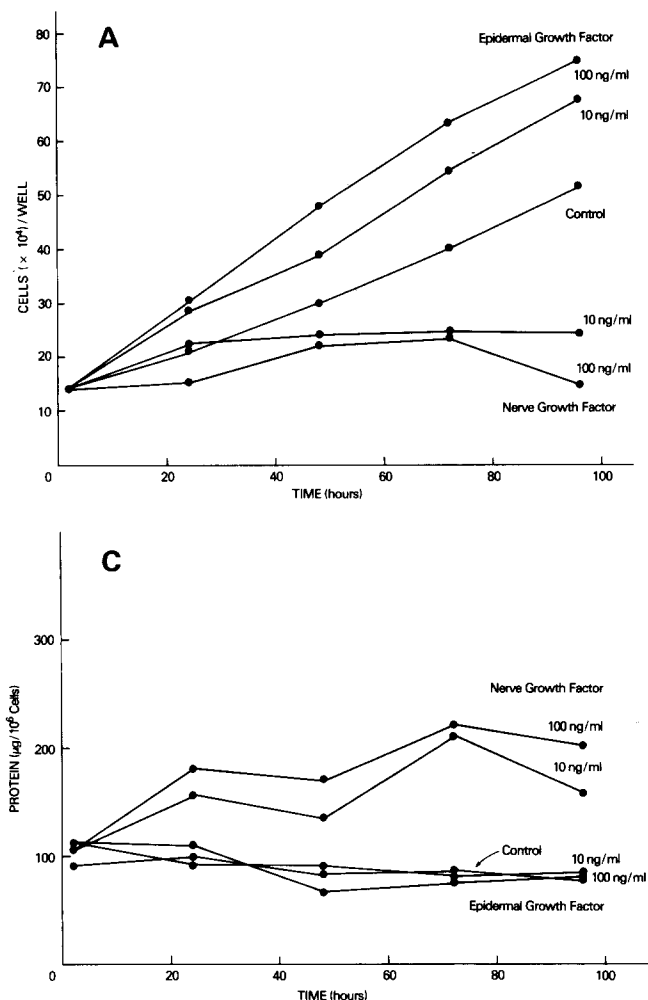 A
Epidermal Growth Factor
80
100 ng/ml
70
10 ng/ml
60
Control
50
CELLS (× 10⁴) / WELL
40
30
10 ng/ml
20
100 ng/ml
10
Nerve Growth Factor
0 20 40 60 80 100
TIME (hours)
C
300
Nerve Growth Factor
100 ng/ml
PROTEIN (μg/10⁶ Cells)
200
10 ng/ml
Control
10 ng/ml
100
100 ng/ml
Epidermal Growth Factor
0 20 40 60 80 100
TIME (hours)